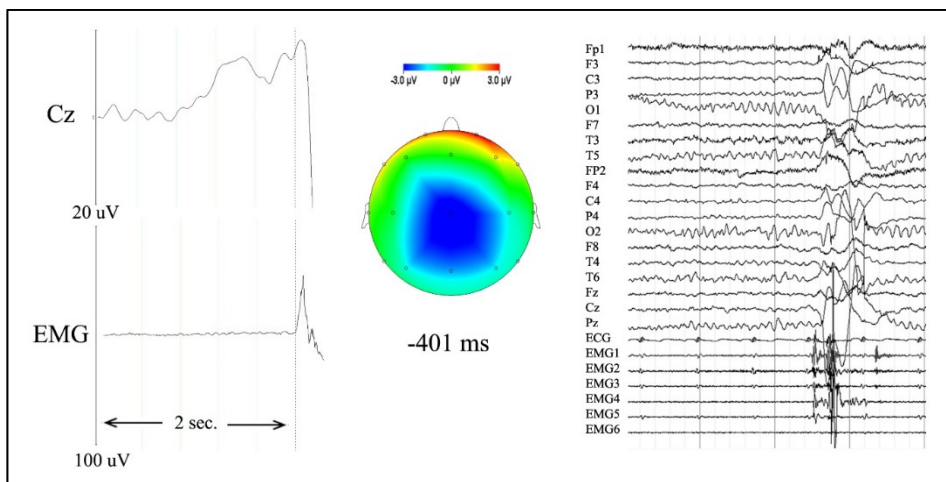 Cz
20 uV
EMG
2 sec.
100 uV
-3.0 µV 0 µV 3.0 µV
-401 ms
Fp1
F3
C3
P3
O1
F7
T3
T5
FP2
F4
C4
P4
O2
F8
T4
T6
Fz
Cz
Pz
ECG
EMG1
EMG2
EMG3
EMG4
EMG5
EMG6